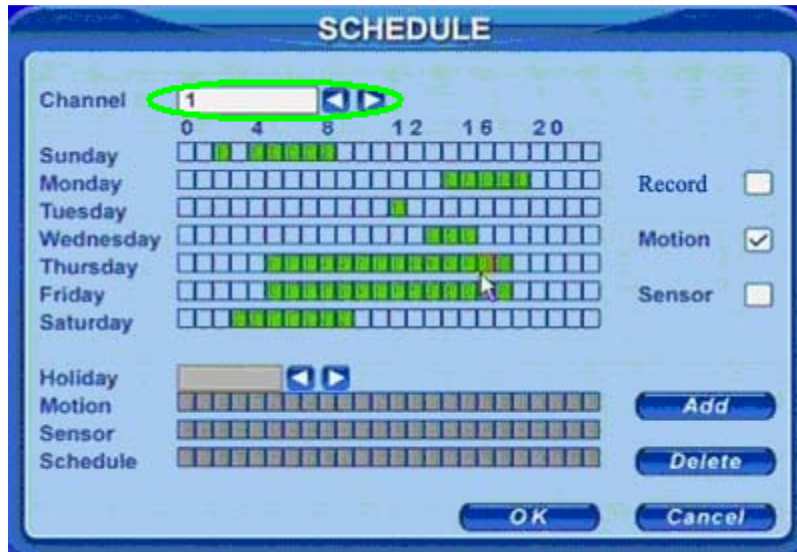 SCHEDULE
Channel 1
0 4 8 12 16 20
Sunday
Monday Record
Tuesday
Wednesday Motion
Thursday
Friday Sensor
Saturday
Holiday
Motion Add
Sensor
Schedule Delete
OK Cancel